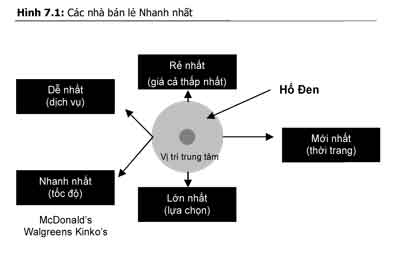 Hình 7.1: Các nhà bán lẻ Nhanh nhất
Rẻ nhất
(giá cả thấp nhất)
Hố Đen
Dễ nhất
(dịch vụ)
Mới nhất
(thời trang)
Vị trí trung tâm
Nhanh nhất
(tốc độ)
Lớn nhất
(lựa chọn)
McDonald's
Walgreens Kinko's